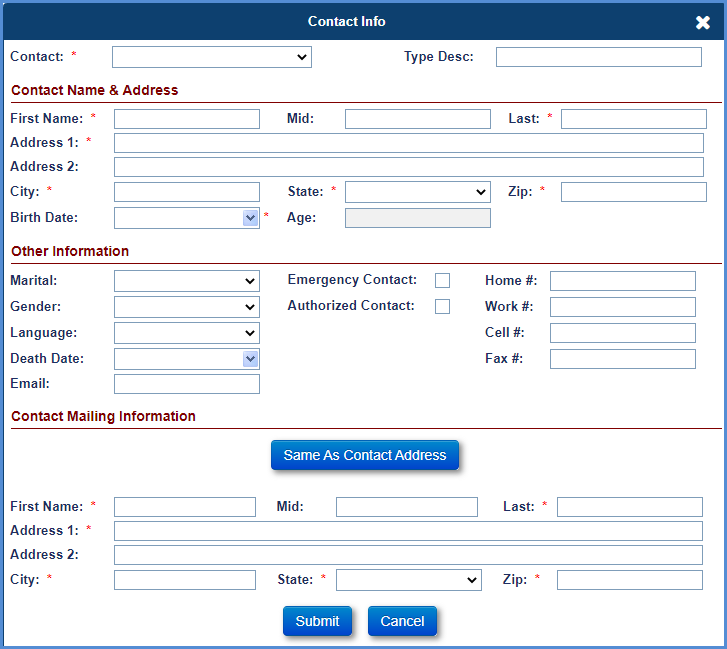 Contact Info
Contact: * Type Desc:
Contact Name & Address
First Name: * Mid: Last: *
Address 1: *
Address 2:
City: * State: * Zip: *
Birth Date: * Age:
Other Information
Marital: Emergency Contact: Home #:
Gender: Authorized Contact: Work #:
Language: Cell #:
Death Date: Fax #:
Email:
Contact Mailing Information
Same As Contact Address
First Name: * Mid: Last: *
Address 1: *
Address 2:
City: * State: * Zip: *
Submit Cancel